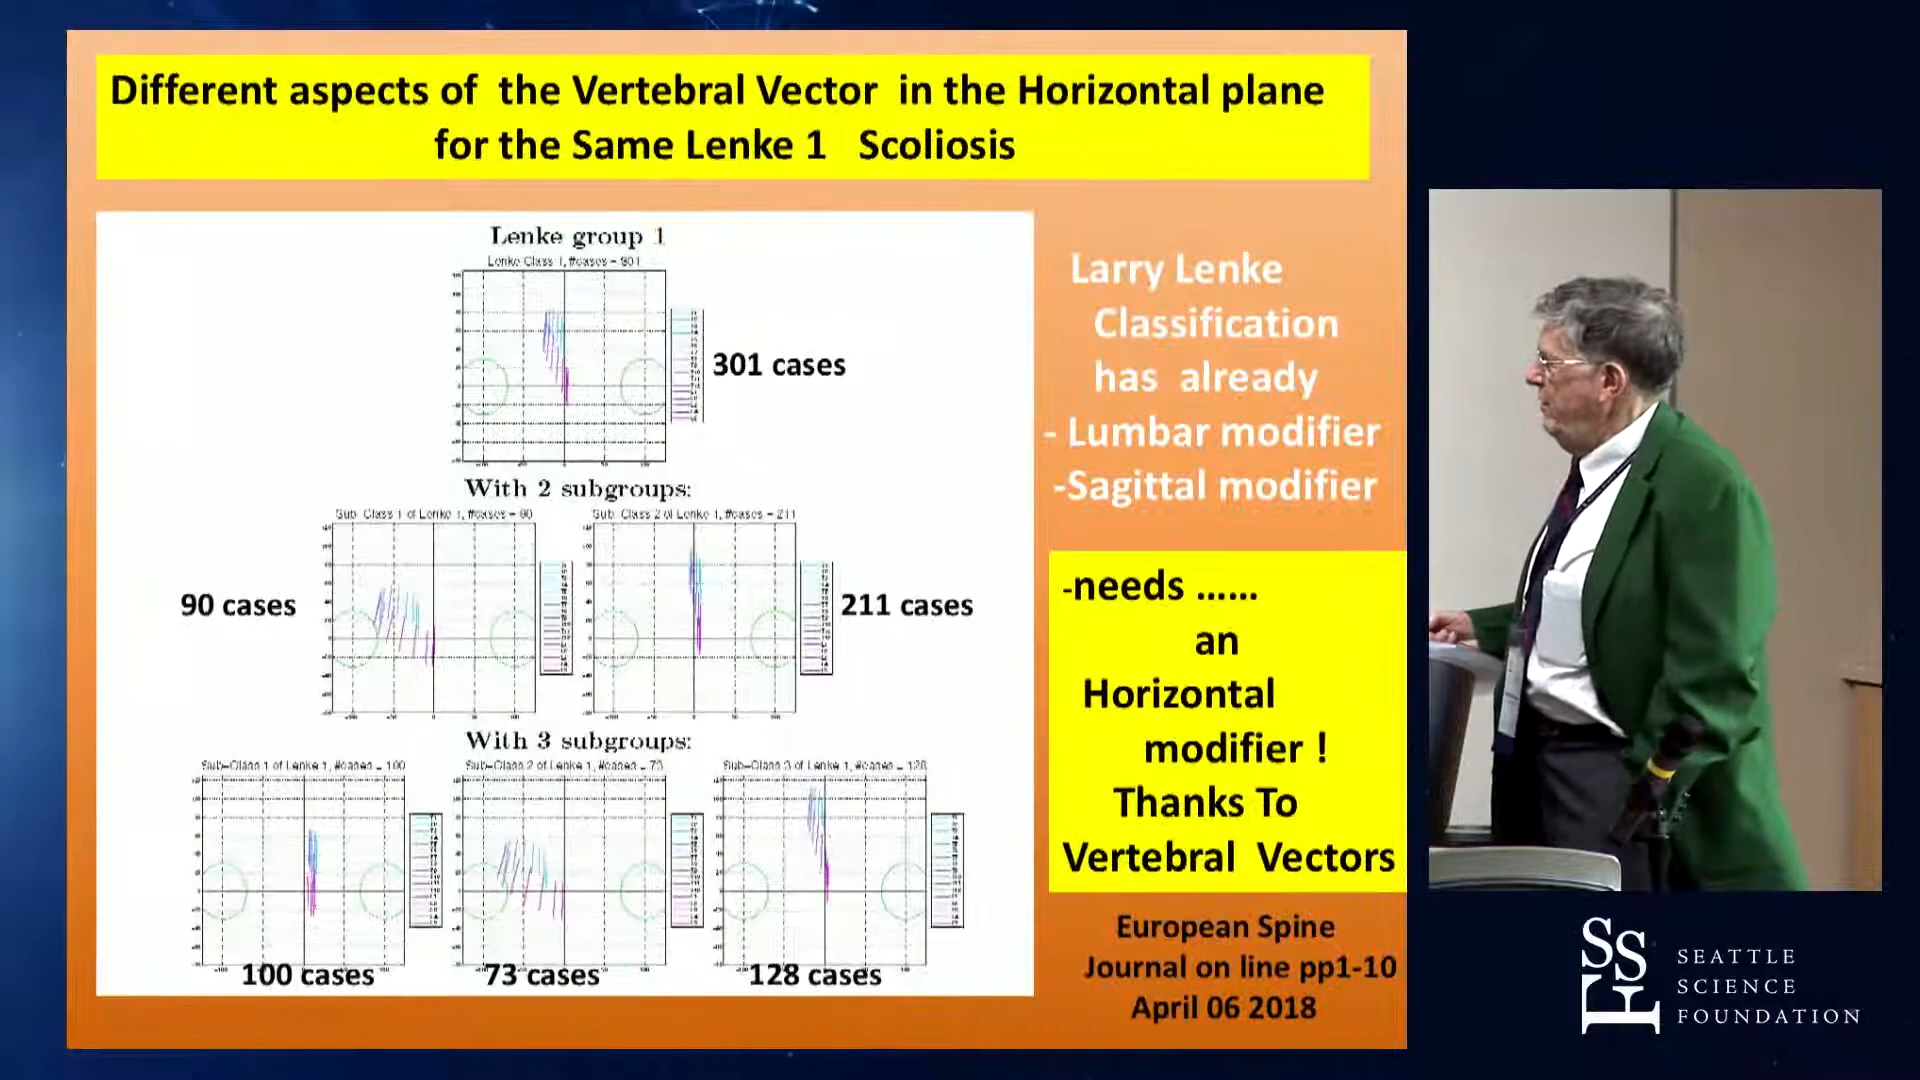 Different aspects of the Vertebral Vector in the Horizontal plane
for the Same Lenke 1 Scoliosis
Lenke group 1
Lenke Class 1, #cases = 301
301 cases
With 2 subgroups:
Sub-Class 1 of Lenke 1, #cases = 90
Sub-Class 2 of Lenke 1, #cases = 211
90 cases
211 cases
With 3 subgroups:
Sub-Class 1 of Lenke 1, #cases = 100
Sub-Class 2 of Lenke 1, #cases = 73
Sub-Class 3 of Lenke 1, #cases = 128
100 cases
73 cases
128 cases
Larry Lenke
Classification
has already
- Lumbar modifier
-Sagittal modifier
-needs ......
an
Horizontal
modifier !
Thanks To
Vertebral Vectors
European Spine
Journal on line pp1-10
April 06 2018
SSF
SEATTLE
SCIENCE
FOUNDATION